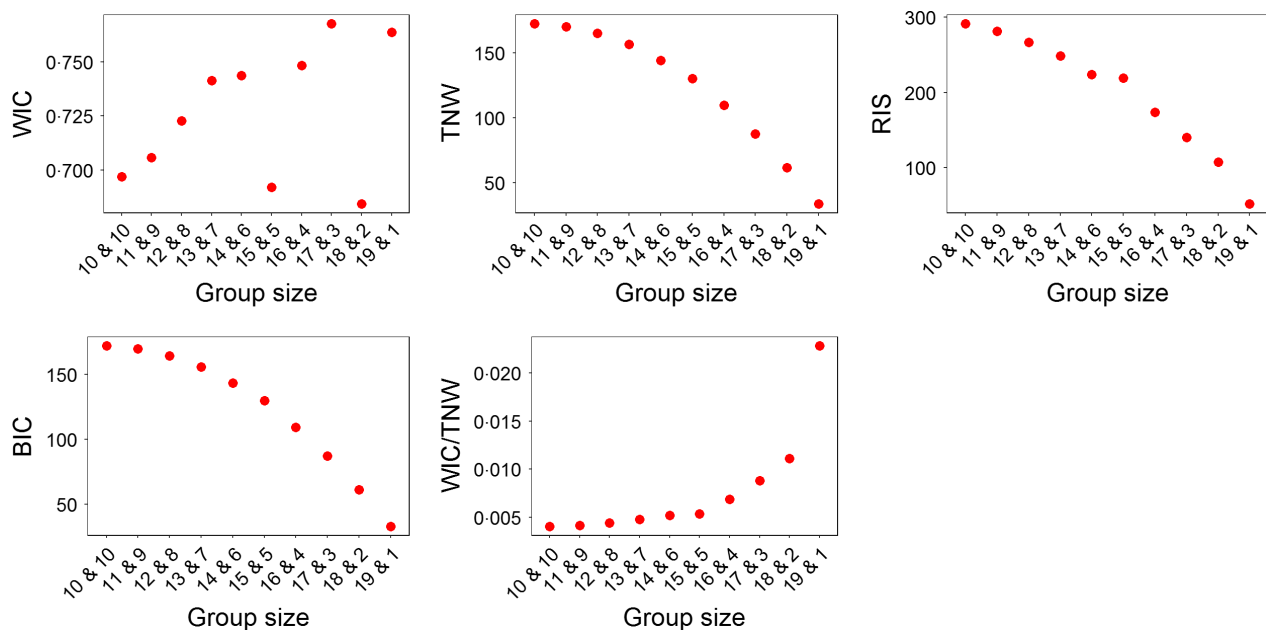 WIC
0·750
0·725
0·700
10 & 10
11 & 9
12 & 8
13 & 7
14 & 6
15 & 5
16 & 4
17 & 3
18 & 2
19 & 1
Group size
TNW
150
100
50
10 & 10
11 & 9
12 & 8
13 & 7
14 & 6
15 & 5
16 & 4
17 & 3
18 & 2
19 & 1
Group size
RIS
300
200
100
10 & 10
11 & 9
12 & 8
13 & 7
14 & 6
15 & 5
16 & 4
17 & 3
18 & 2
19 & 1
Group size
BIC
150
100
50
10 & 10
11 & 9
12 & 8
13 & 7
14 & 6
15 & 5
16 & 4
17 & 3
18 & 2
19 & 1
Group size
WIC/TNW
0·020
0·015
0·010
0·005
10 & 10
11 & 9
12 & 8
13 & 7
14 & 6
15 & 5
16 & 4
17 & 3
18 & 2
19 & 1
Group size